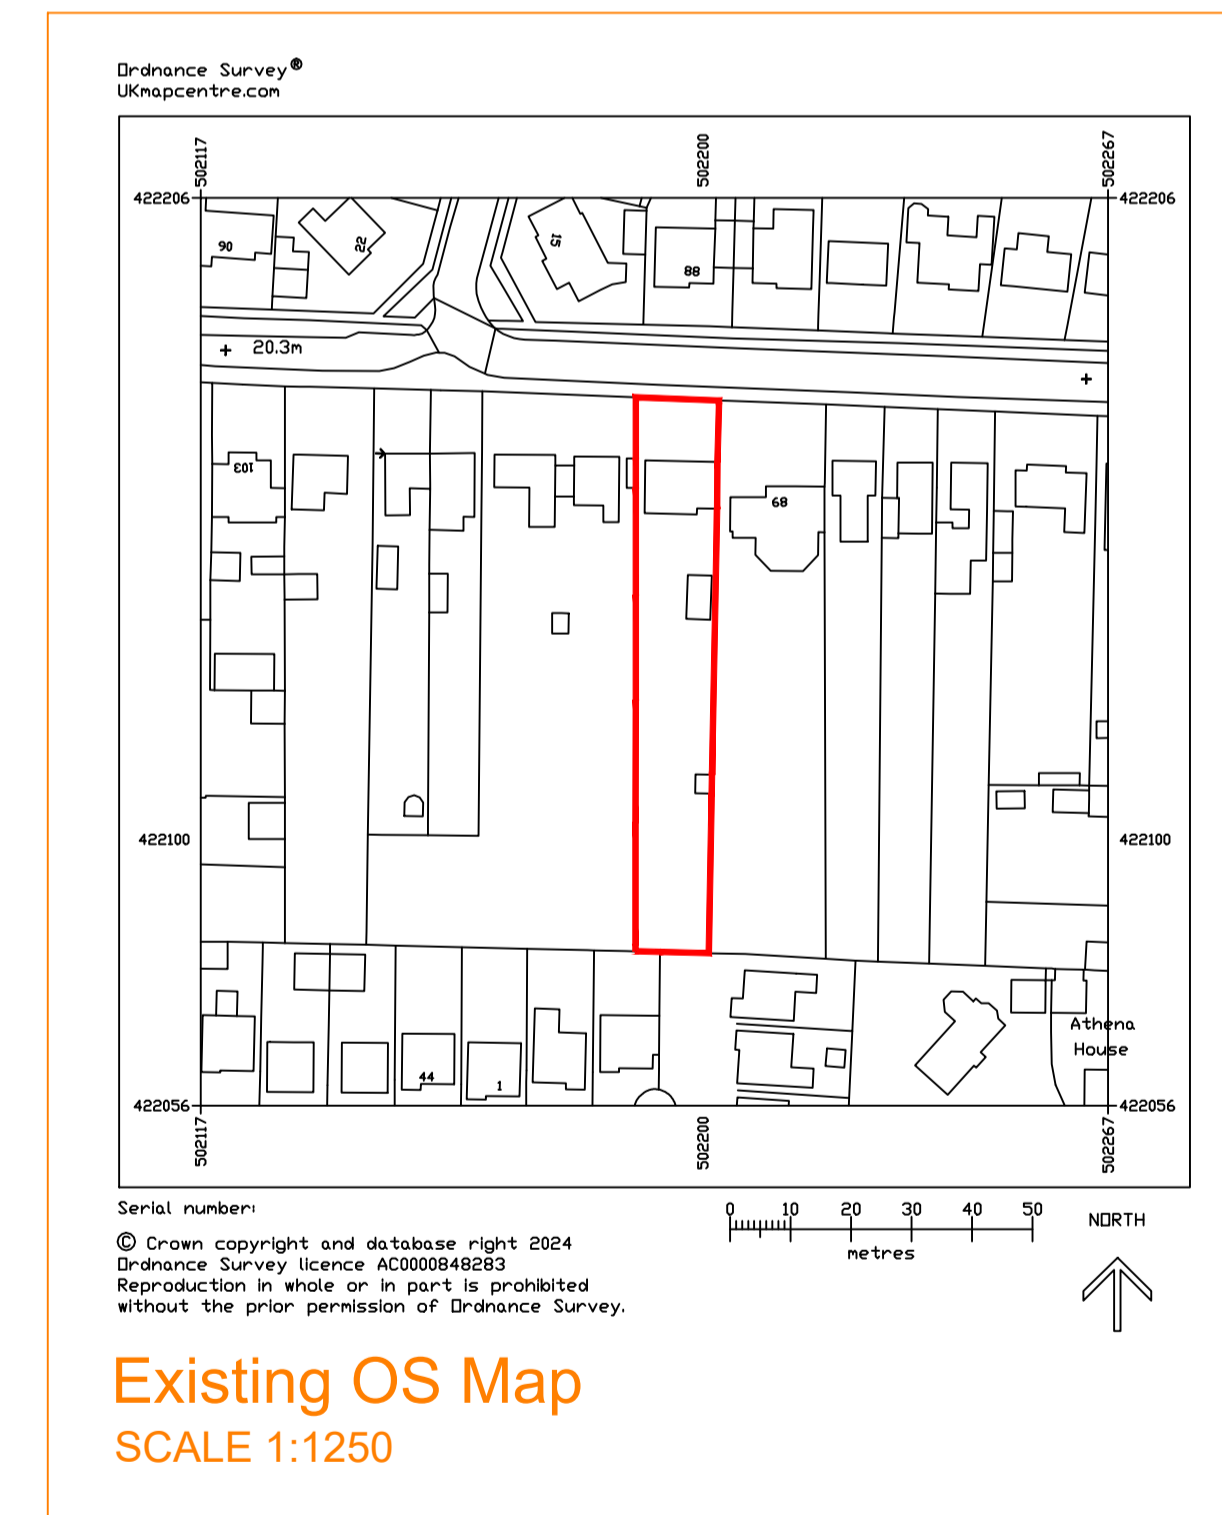 Ordnance Survey®
UKmapcentre.com
502117
502200
502267
422206
422206
90
22
15
88
20.3m
103
89
422100
422100
Athena
House
44
1
422056
422056
502117
502200
502267
Serial number:
0 10 20 30 40 50
metres
NORTH
© Crown copyright and database right 2024
Ordnance Survey licence AC0000848283
Reproduction in whole or in part is prohibited
without the prior permission of Ordnance Survey.
Existing OS Map
SCALE 1:1250